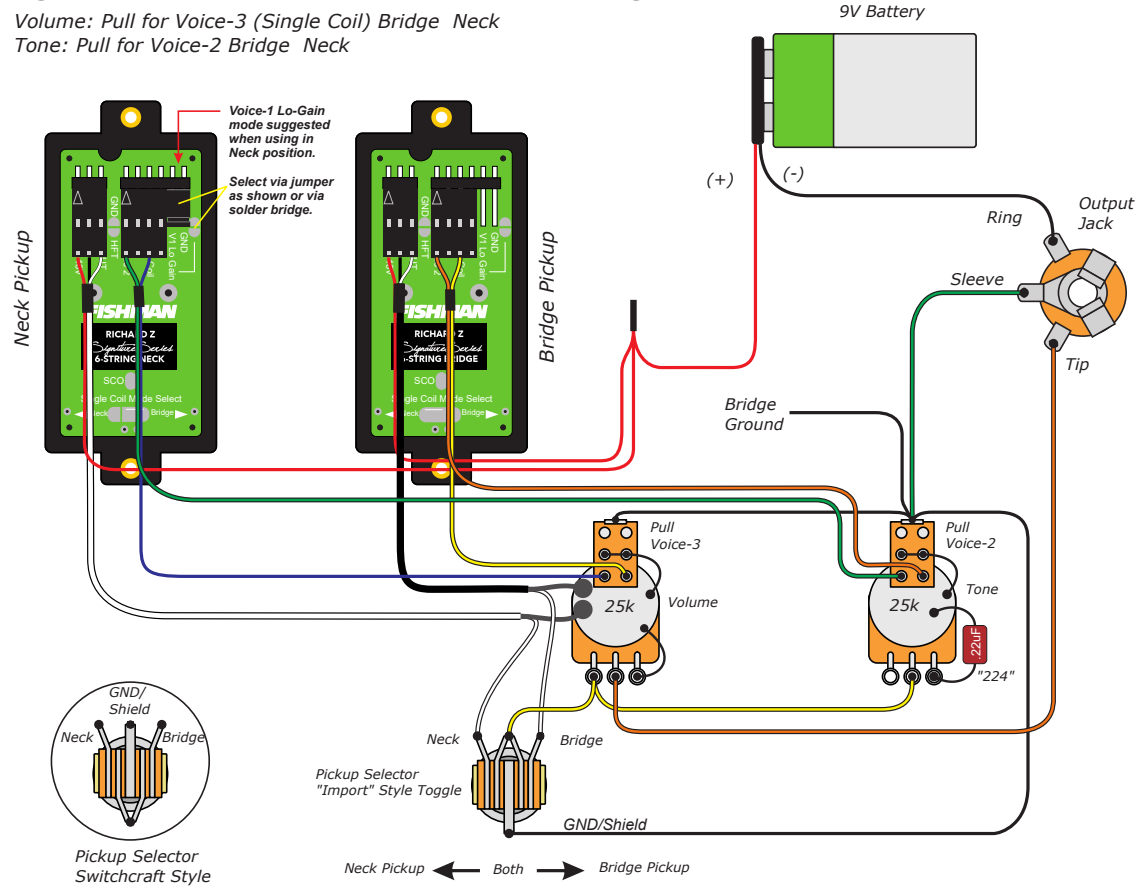 Volume: Pull for Voice-3 (Single Coil) Bridge Neck
Tone: Pull for Voice-2 Bridge Neck
9V Battery
Voice-1 Lo-Gain
mode suggested
when using in
Neck position.
Select via jumper
as shown or via
solder bridge.
(+)
(-)
Ring
Output
Jack
Sleeve
Tip
Neck Pickup
GND
HFT
GND
V1 Lo Gain
FISHMAN
RICHARD Z
Signature Series
6-STRING NECK
SCO
Single Coil Mode Select
Neck
Bridge
Bridge Pickup
GND
HFT
GND
V1 Lo Gain
FISHMAN
RICHARD Z
Signature Series
6-STRING BRIDGE
SCO
Single Coil Mode Select
Neck
Bridge
Bridge
Ground
Pull
Voice-3
Pull
Voice-2
25k
Volume
25k
Tone
.22uF
"224"
GND/
Shield
Neck
Bridge
Pickup Selector
Switchcraft Style
Neck
Bridge
Pickup Selector
"Import" Style Toggle
GND/Shield
Neck Pickup
Both
Bridge Pickup